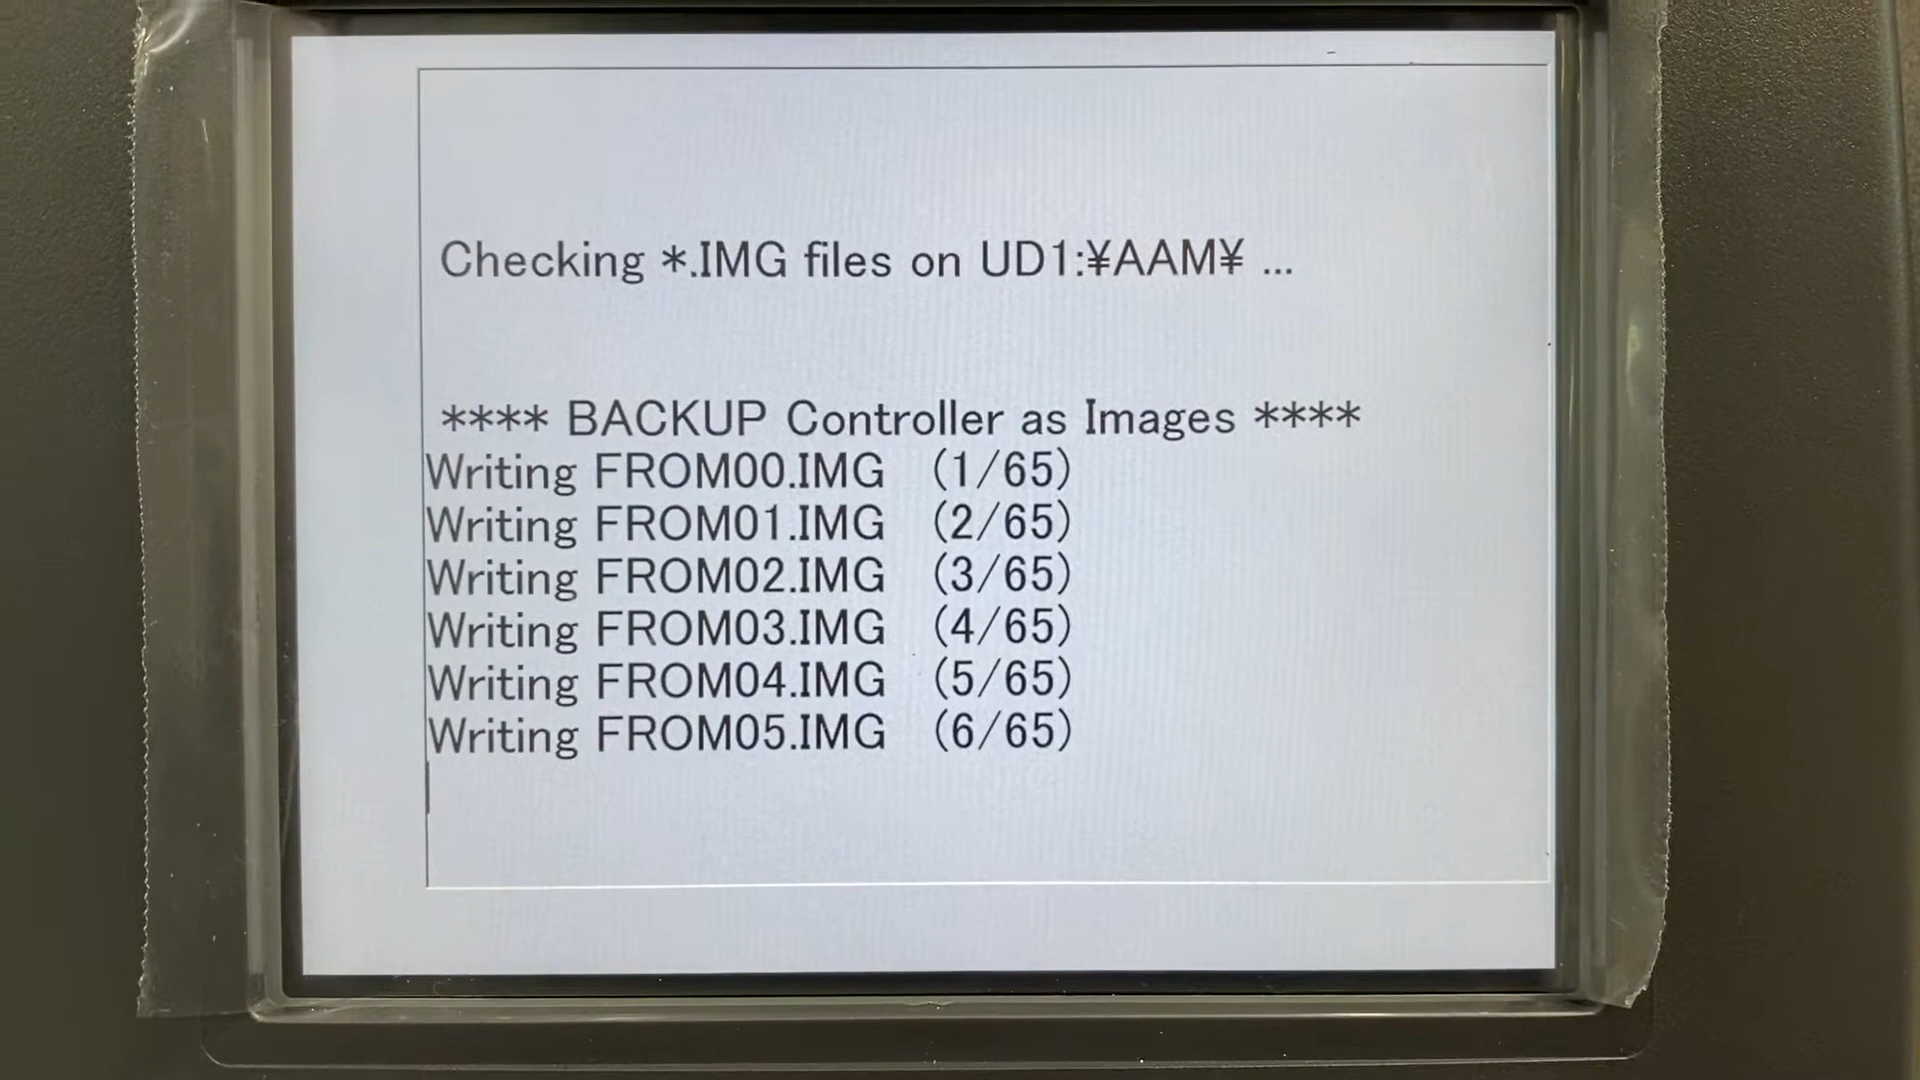 Checking *.IMG files on UD1:¥AAM¥ ...
**** BACKUP Controller as Images ****
Writing FROM00.IMG (1/65)
Writing FROM01.IMG (2/65)
Writing FROM02.IMG (3/65)
Writing FROM03.IMG (4/65)
Writing FROM04.IMG (5/65)
Writing FROM05.IMG (6/65)